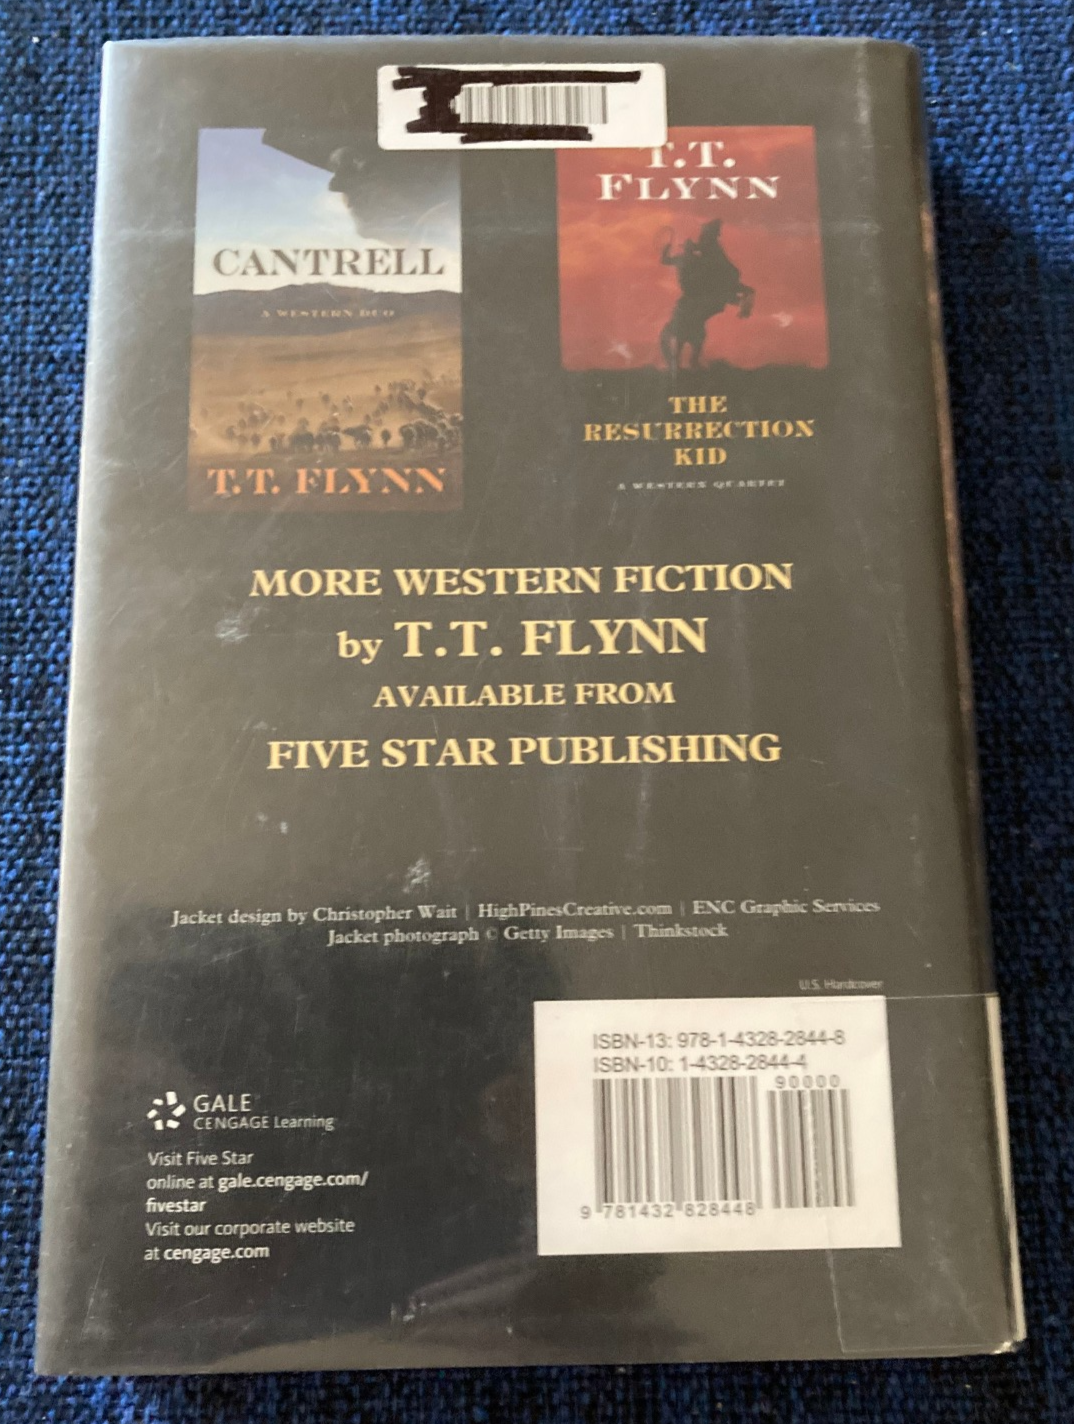 CANTRELL
A WESTERN DUO
T.T. FLYNN
T.T.
FLYNN
THE
RESURRECTION
KID
A WESTERN QUARTET
MORE WESTERN FICTION
by T.T. FLYNN
AVAILABLE FROM
FIVE STAR PUBLISHING
Jacket design by Christopher Wait | HighPinesCreative.com | ENC Graphic Services
Jacket photograph © Getty Images | Thinkstock
U.S. Hardcover
ISBN-13: 978-1-4328-2844-8
ISBN-10: 1-4328-2844-4
90000
9 781432 828448
GALE
CENGAGE Learning
Visit Five Star
online at gale.cengage.com/
fivestar
Visit our corporate website
at cengage.com